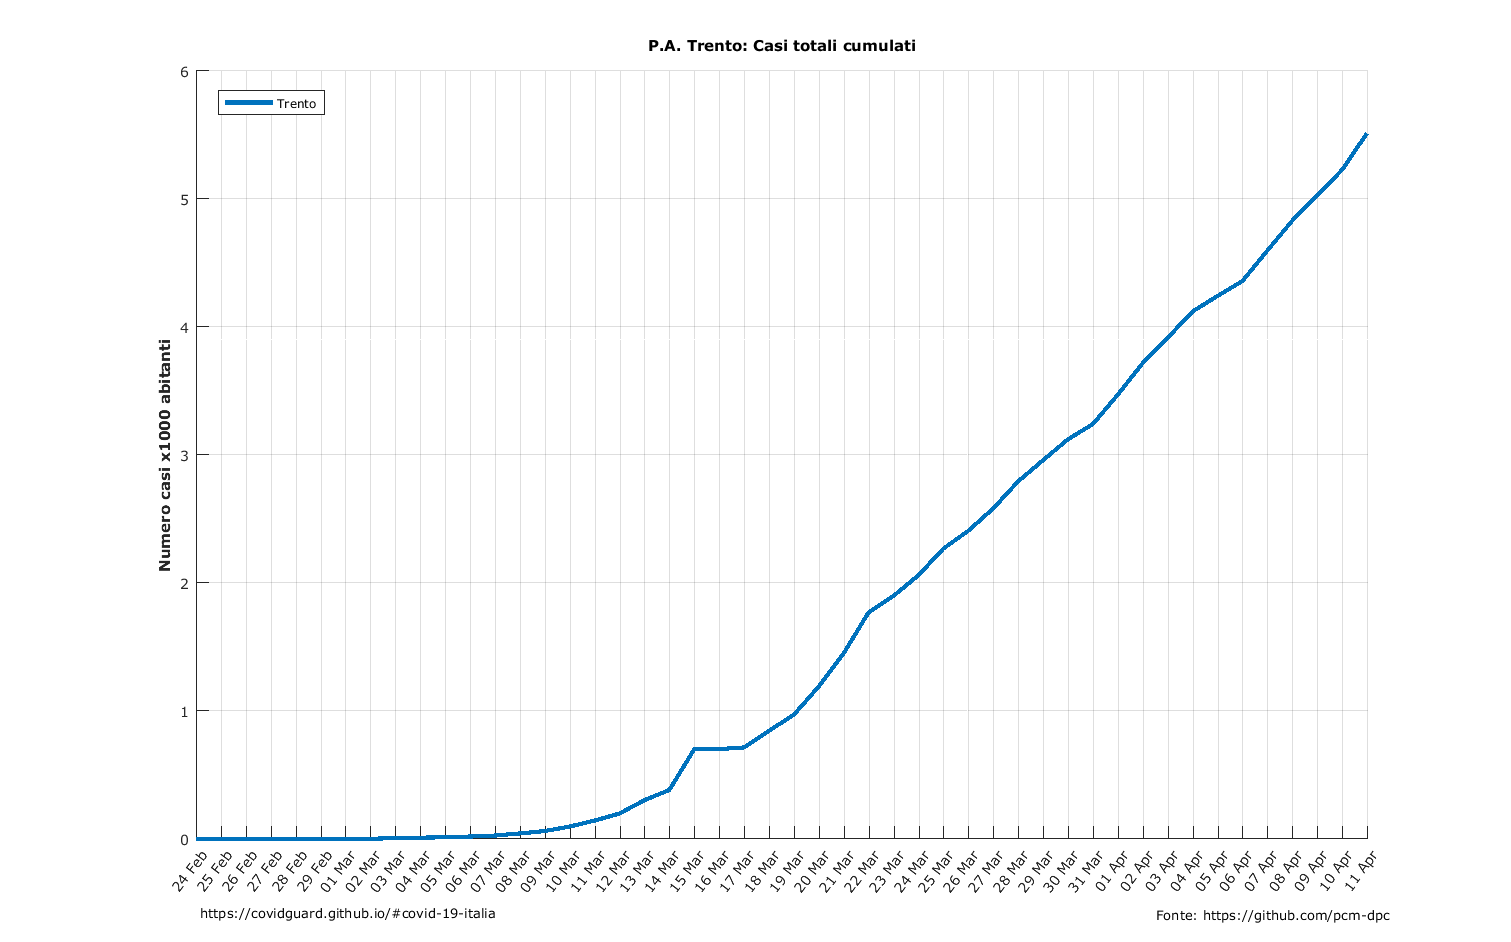 P.A. Trento: Casi totali cumulati
Trento
Numero casi x1000 abitanti
6
5
4
3
2
1
0
24 Feb
25 Feb
26 Feb
27 Feb
28 Feb
29 Feb
01 Mar
02 Mar
03 Mar
04 Mar
05 Mar
06 Mar
07 Mar
08 Mar
09 Mar
10 Mar
11 Mar
12 Mar
13 Mar
14 Mar
15 Mar
16 Mar
17 Mar
18 Mar
19 Mar
20 Mar
21 Mar
22 Mar
23 Mar
24 Mar
25 Mar
26 Mar
27 Mar
28 Mar
29 Mar
30 Mar
31 Mar
01 Apr
02 Apr
03 Apr
04 Apr
05 Apr
06 Apr
07 Apr
08 Apr
09 Apr
10 Apr
11 Apr
https://covidguard.github.io/#covid-19-italia
Fonte: https://github.com/pcm-dpc